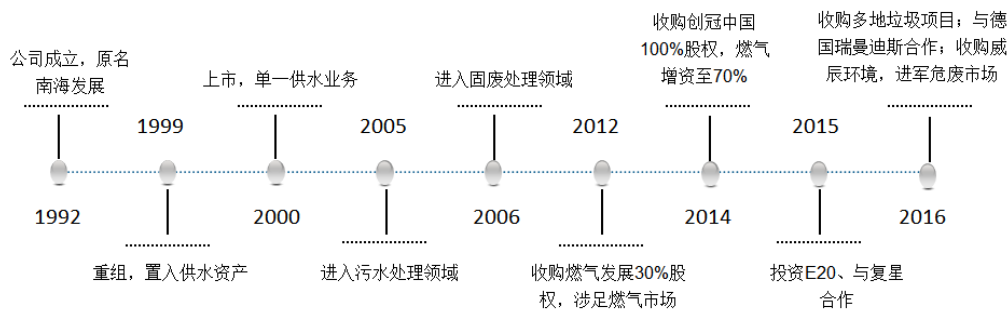 公司成立，原名
南海发展
1992
1999
重组，置入供水资产
上市，单一供水业务
2000
2005
进入污水处理领域
进入固废处理领域
2006
2012
收购燃气发展30%股
权，涉足燃气市场
收购创冠中国
100%股权，燃气
增资至70%
2014
2015
投资E20、与复星
合作
收购多地垃圾项目；与德
国瑞曼迪斯合作；收购威
辰环境，进军危废市场
2016